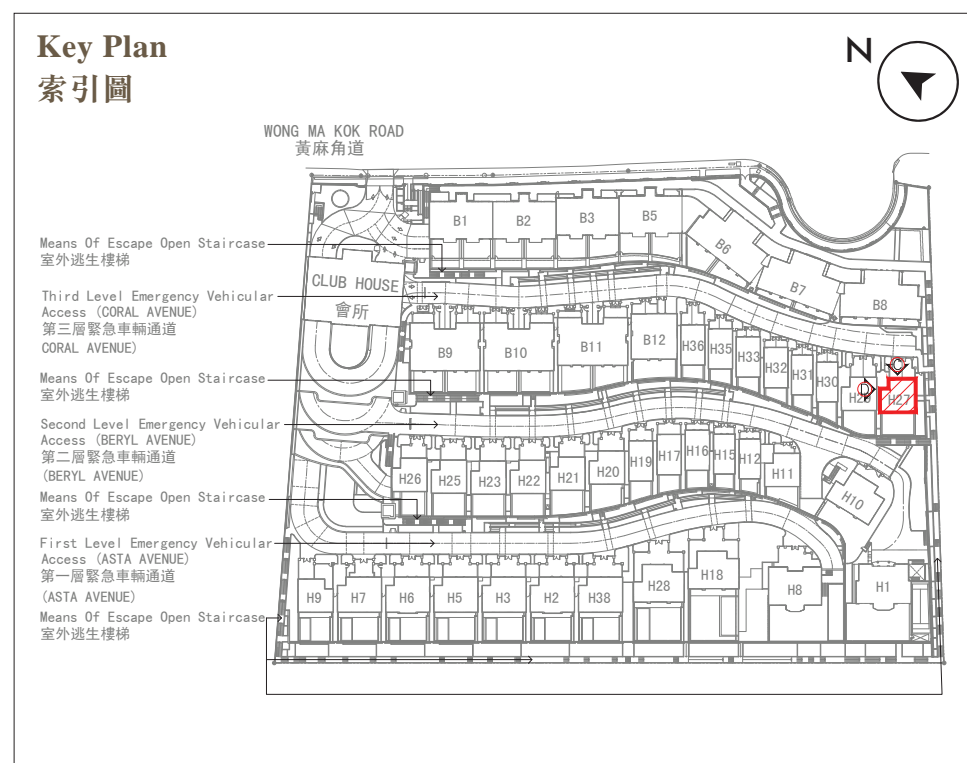 Key Plan
索引圖
N
WONG MA KOK ROAD
黃麻角道
Means Of Escape Open Staircase
室外逃生樓梯
Third Level Emergency Vehicular
Access (CORAL AVENUE)
第三層緊急車輛通道
CORAL AVENUE)
Means Of Escape Open Staircase
室外逃生樓梯
Second Level Emergency Vehicular
Access (BERYL AVENUE)
第二層緊急車輛通道
(BERYL AVENUE)
Means Of Escape Open Staircase
室外逃生樓梯
First Level Emergency Vehicular
Access (ASTA AVENUE)
第一層緊急車輛通道
(ASTA AVENUE)
Means Of Escape Open Staircase
室外逃生樓梯
CLUB HOUSE
會所
B1 B2 B3 B5
B6
B7
B8
B9 B10 B11 B12 H36 H35 H33 H32 H31 H30 H27
C
D
H26 H25 H23 H22 H21 H20 H19 H17 H16 H15 H12 H11
H10
H9 H7 H6 H5 H3 H2 H38 H28 H18 H8 H1